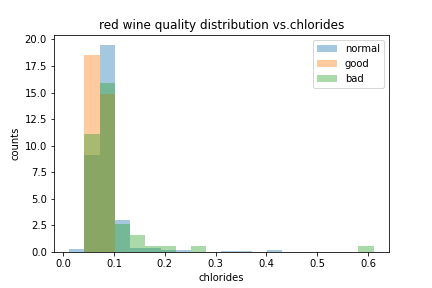 red wine quality distribution vs.chlorides
normal
good
bad
20.0
17.5
15.0
12.5
10.0
7.5
5.0
2.5
0.0
counts
0.0 0.1 0.2 0.3 0.4 0.5 0.6
chlorides